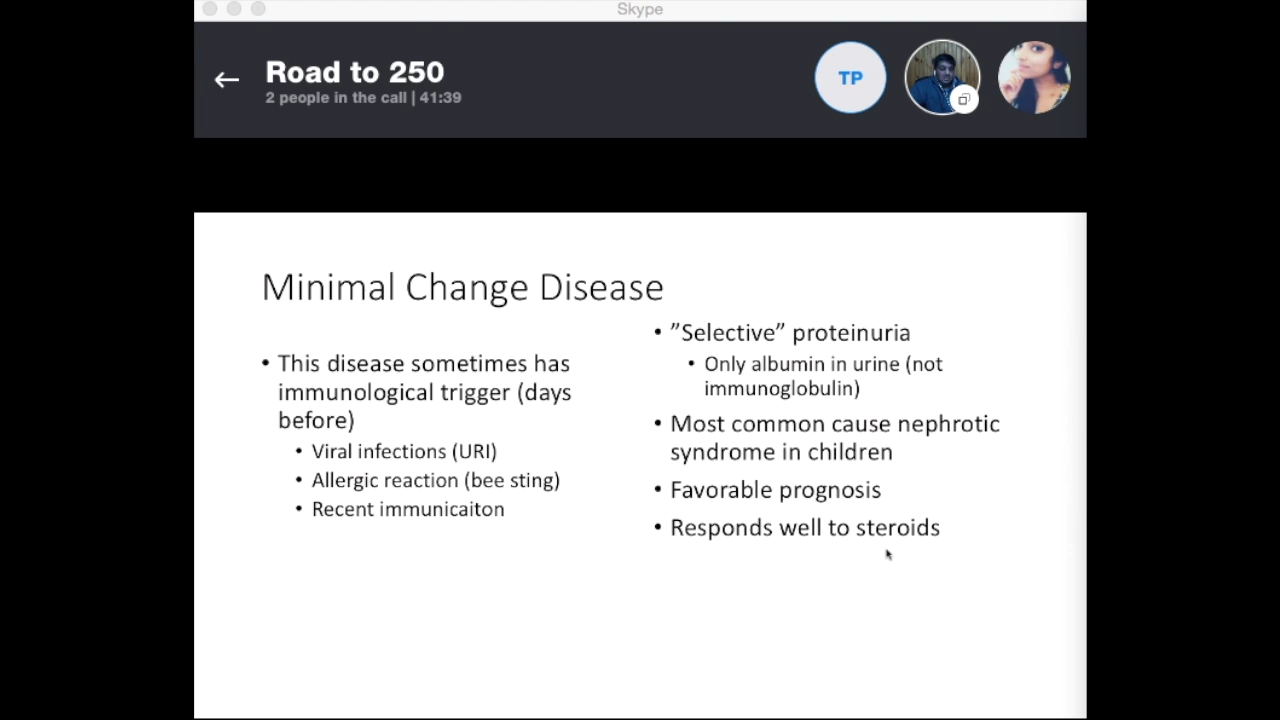 Skype
Road to 250
2 people in the call | 41:39
TP
Minimal Change Disease
• This disease sometimes has
immunological trigger (days
before)
• Viral infections (URI)
• Allergic reaction (bee sting)
• Recent immunicaiton
• ”Selective” proteinuria
• Only albumin in urine (not
immunoglobulin)
• Most common cause nephrotic
syndrome in children
• Favorable prognosis
• Responds well to steroids